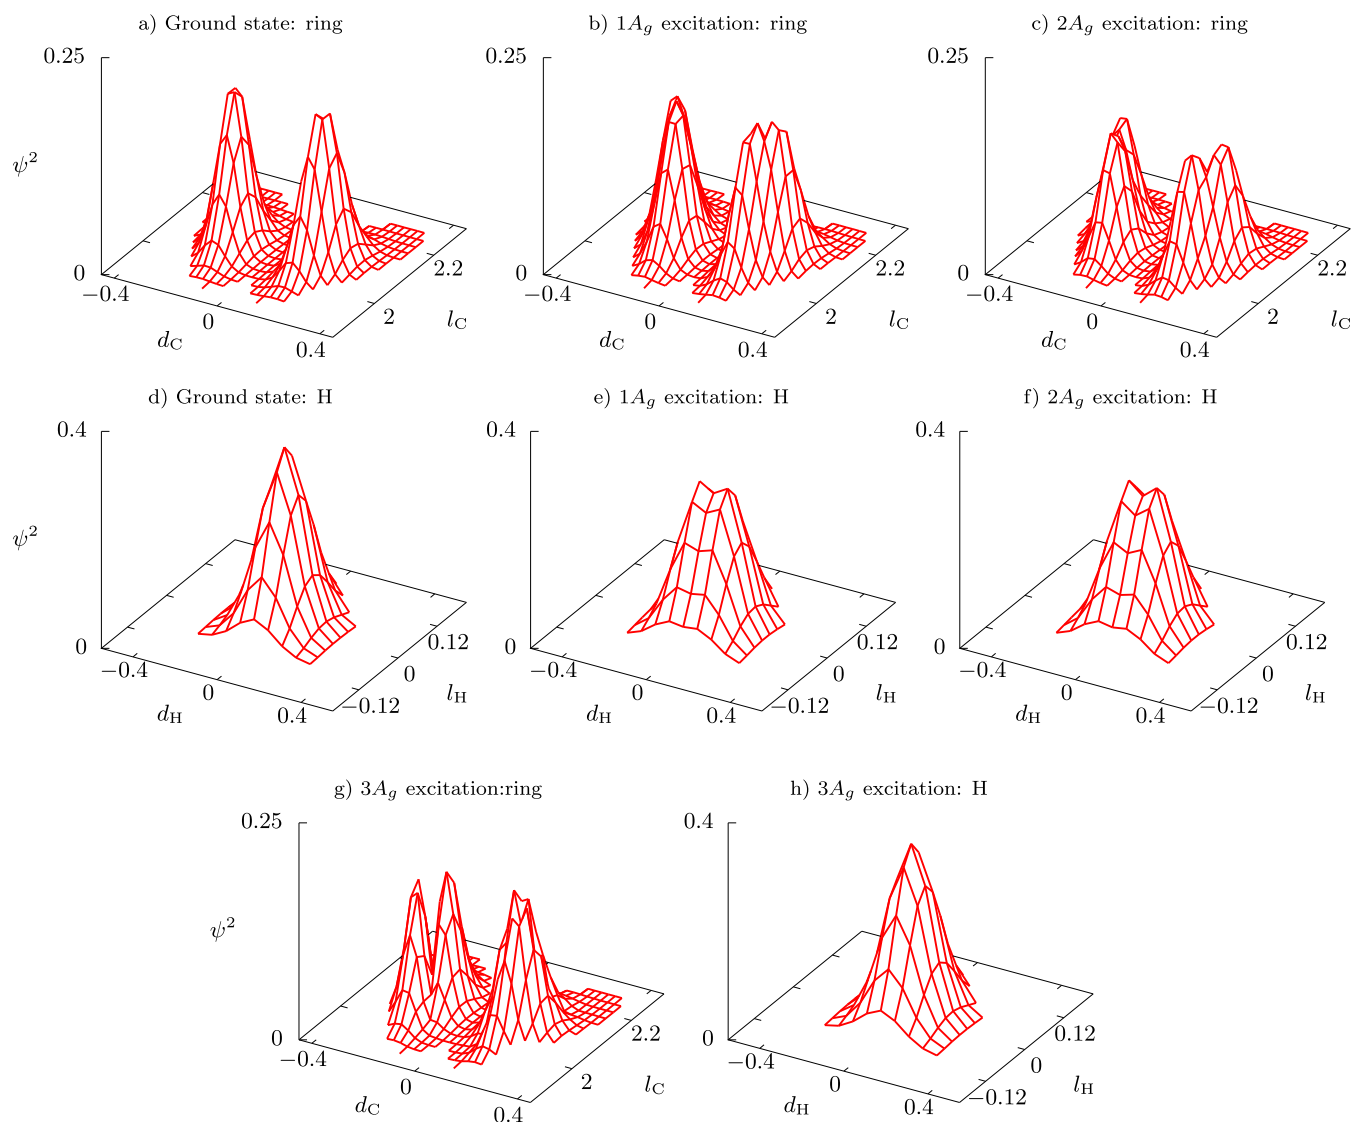 a) Ground state: ring
b) 1A_g excitation: ring
c) 2A_g excitation: ring
0.25
0.25
0.25
ψ²
0
0
0
−0.4
0
0.4
2
2.2
d_C
l_C
−0.4
0
0.4
2
2.2
d_C
l_C
−0.4
0
0.4
2
2.2
d_C
l_C
d) Ground state: H
e) 1A_g excitation: H
f) 2A_g excitation: H
0.4
0.4
0.4
ψ²
0
0
0
−0.4
0
0.4
−0.12
0
0.12
d_H
l_H
−0.4
0
0.4
−0.12
0
0.12
d_H
l_H
−0.4
0
0.4
−0.12
0
0.12
d_H
l_H
g) 3A_g excitation:ring
h) 3A_g excitation: H
0.25
0.4
ψ²
0
0
−0.4
0
0.4
2
2.2
d_C
l_C
−0.4
0
0.4
−0.12
0
0.12
d_H
l_H